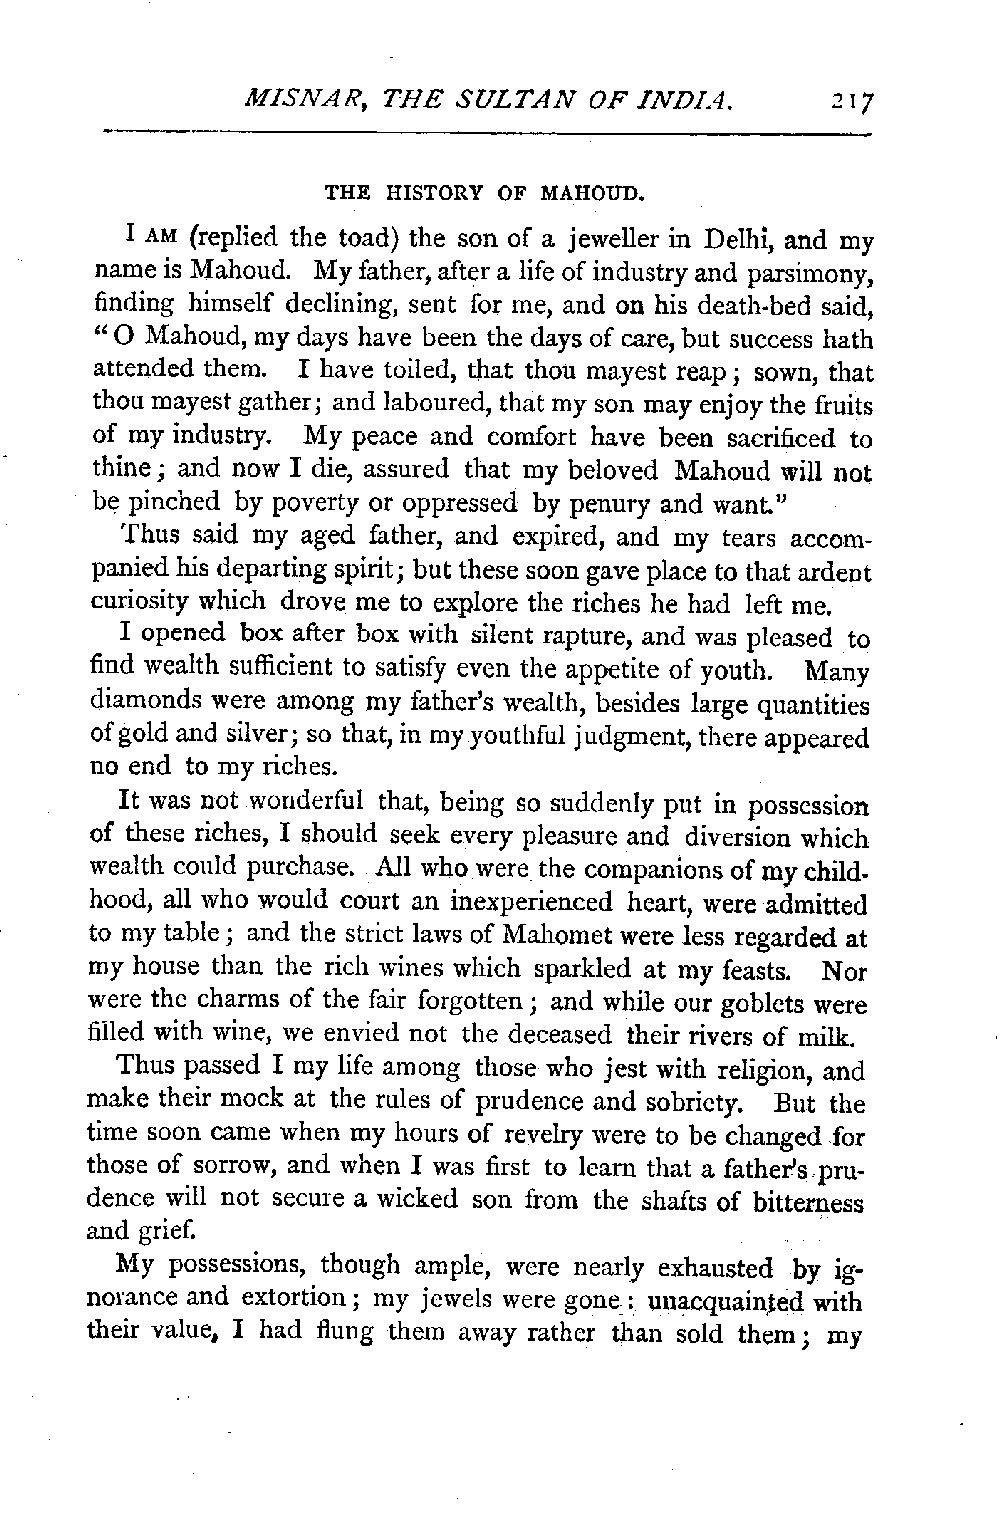 MISNAR, THE SULTAN OF INDIA. 217
THE HISTORY OF MAHOUD.
I AM (replied the toad) the son of a jeweller in Delhi, and my
name is Mahoud. My father, after a life of industry and parsimony,
finding himself declining, sent for me, and on his death-bed said,
“O Mahoud, my days have been the days of care, but success hath
attended them. I have toiled, that thou mayest reap; sown, that
thou mayest gather; and laboured, that my son may enjoy the fruits
of my industry. My peace and comfort have been sacrificed to
thine; and now I die, assured that my beloved Mahoud will not
be pinched by poverty or oppressed by penury and want."
Thus said my aged father, and expired, and my tears accom-
panied his departing spirit; but these soon gave place to that ardent
curiosity which drove me to explore the riches he had left me.
I opened box after box with silent rapture, and was pleased to
find wealth sufficient to satisfy even the appetite of youth. Many
diamonds were among my father's wealth, besides large quantities
of gold and silver; so that, in my youthful judgment, there appeared
no end to my riches.
It was not wonderful that, being so suddenly put in possession
of these riches, I should seek every pleasure and diversion which
wealth could purchase. All who were the companions of my child-
hood, all who would court an inexperienced heart, were admitted
to my table; and the strict laws of Mahomet were less regarded at
my house than the rich wines which sparkled at my feasts. Nor
were the charms of the fair forgotten; and while our goblets were
filled with wine, we envied not the deceased their rivers of milk.
Thus passed I my life among those who jest with religion, and
make their mock at the rules of prudence and sobriety. But the
time soon came when my hours of revelry were to be changed for
those of sorrow, and when I was first to learn that a father's pru-
dence will not secure a wicked son from the shafts of bitterness
and grief.
My possessions, though ample, were nearly exhausted by ig-
norance and extortion; my jewels were gone: unacquainted with
their value, I had flung them away rather than sold them; my